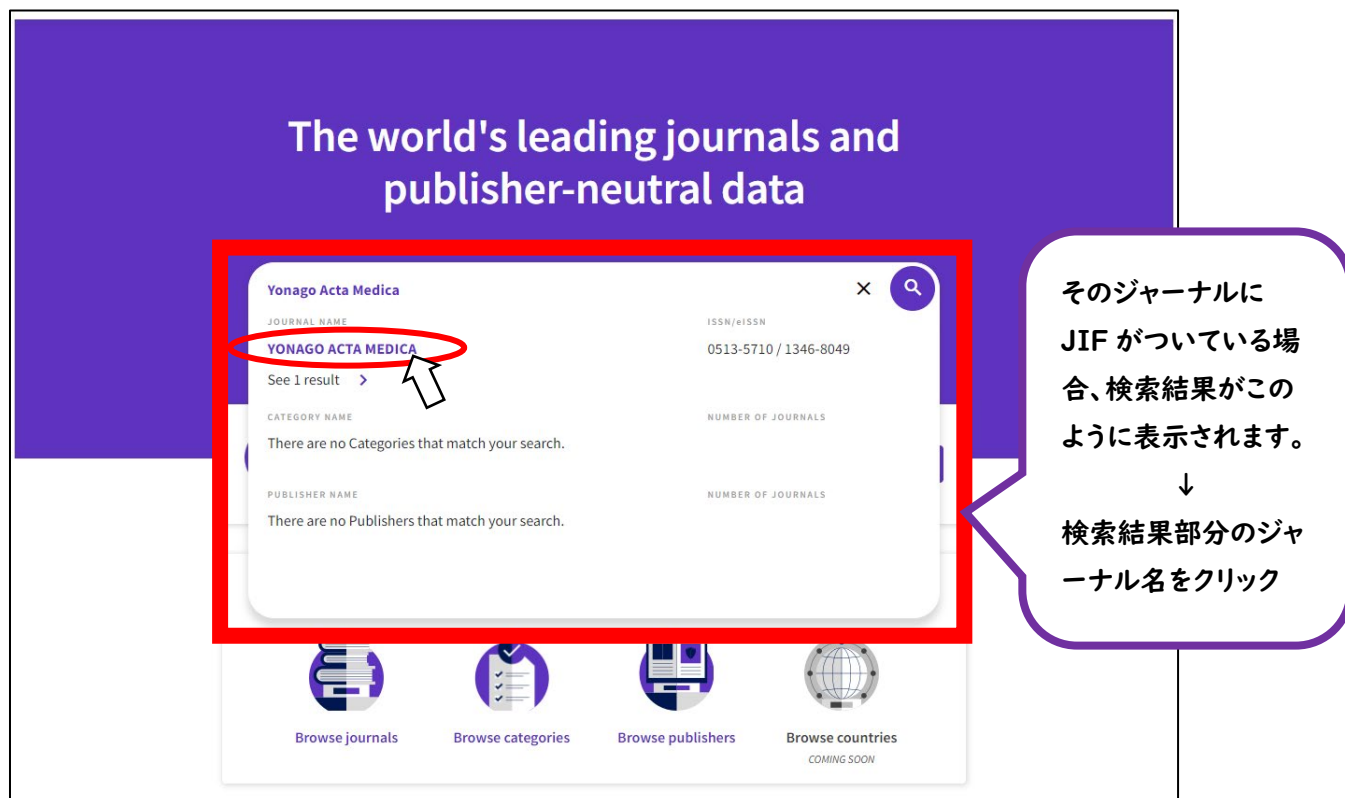 The world's leading journals and
publisher-neutral data
Yonago Acta Medica
JOURNAL NAME
ISSN/eISSN
YONAGO ACTA MEDICA
0513-5710 / 1346-8049
See 1 result
CATEGORY NAME
NUMBER OF JOURNALS
There are no Categories that match your search.
PUBLISHER NAME
NUMBER OF JOURNALS
There are no Publishers that match your search.
Browse journals
Browse categories
Browse publishers
Browse countries
COMING SOON
そのジャーナルに
JIF がついている場
合、検索結果がこの
ように表示されます。
↓
検索結果部分のジャ
ーナル名をクリック